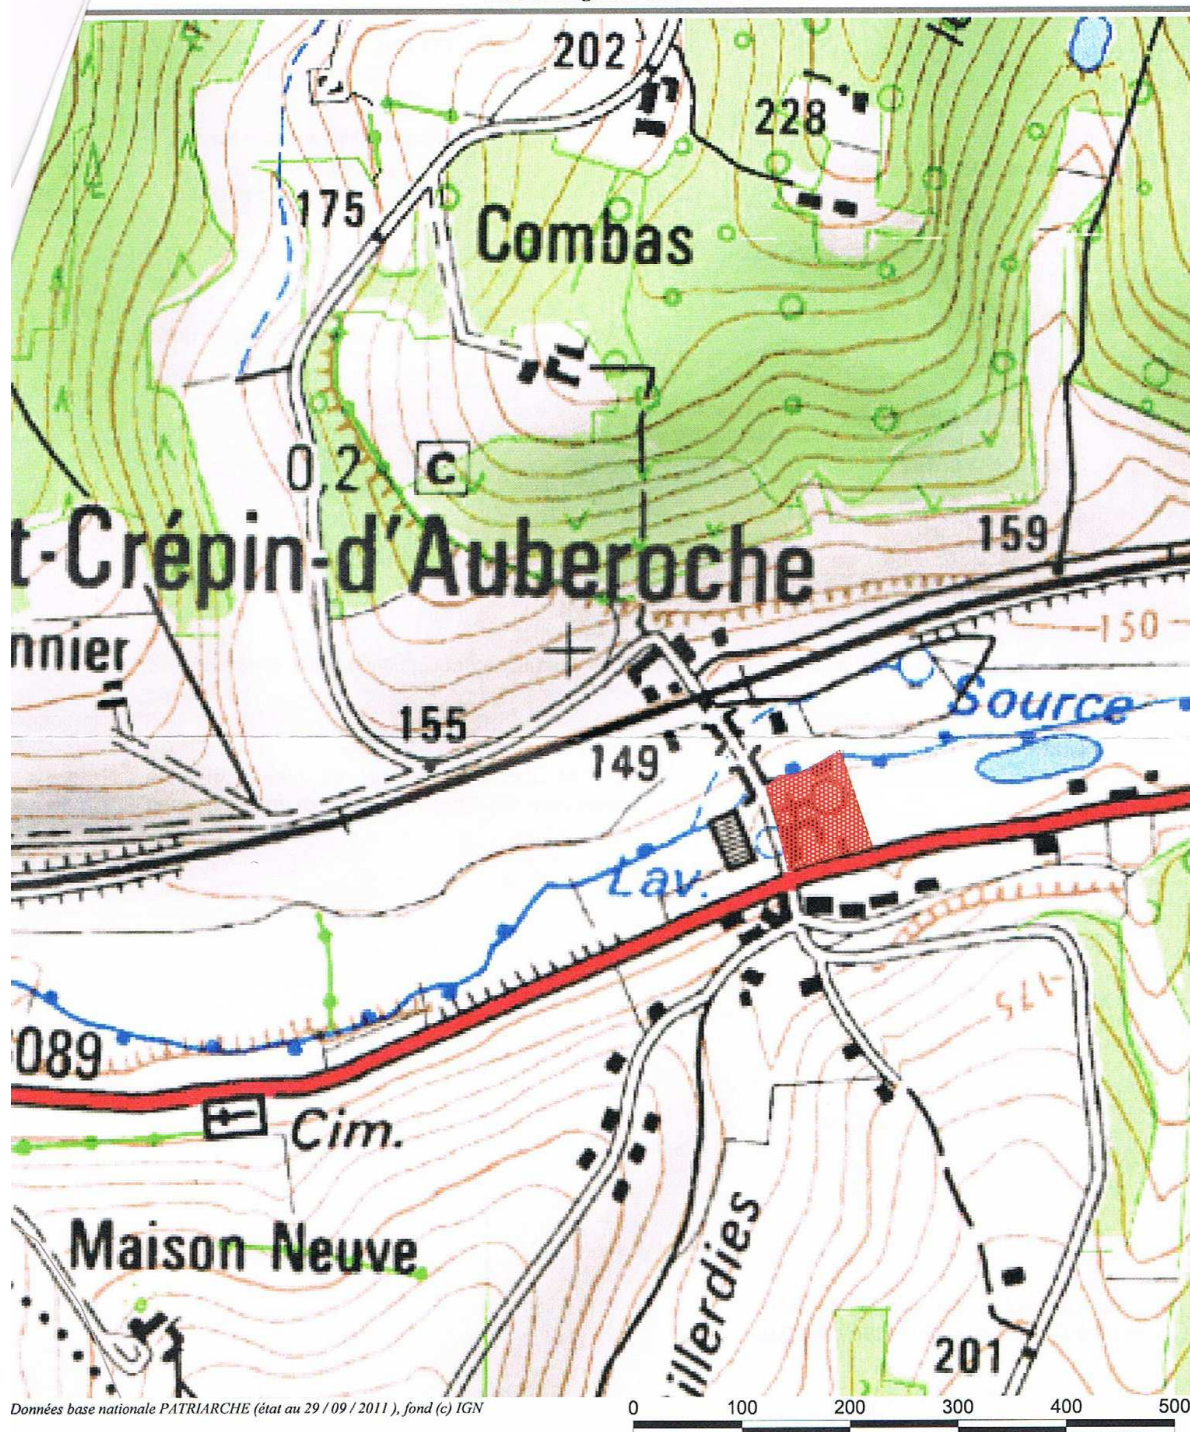 202
228
175
Combas
0,2
C
t-Crépin-d'Auberoche
159
nnier
150
Source
155
149
Lav.
175
089
Cim.
Maison Neuve
illerdies
201
Données base nationale PATRIARCHE (état au 29 / 09 / 2011 ), fond (c) IGN
0 100 200 300 400 500